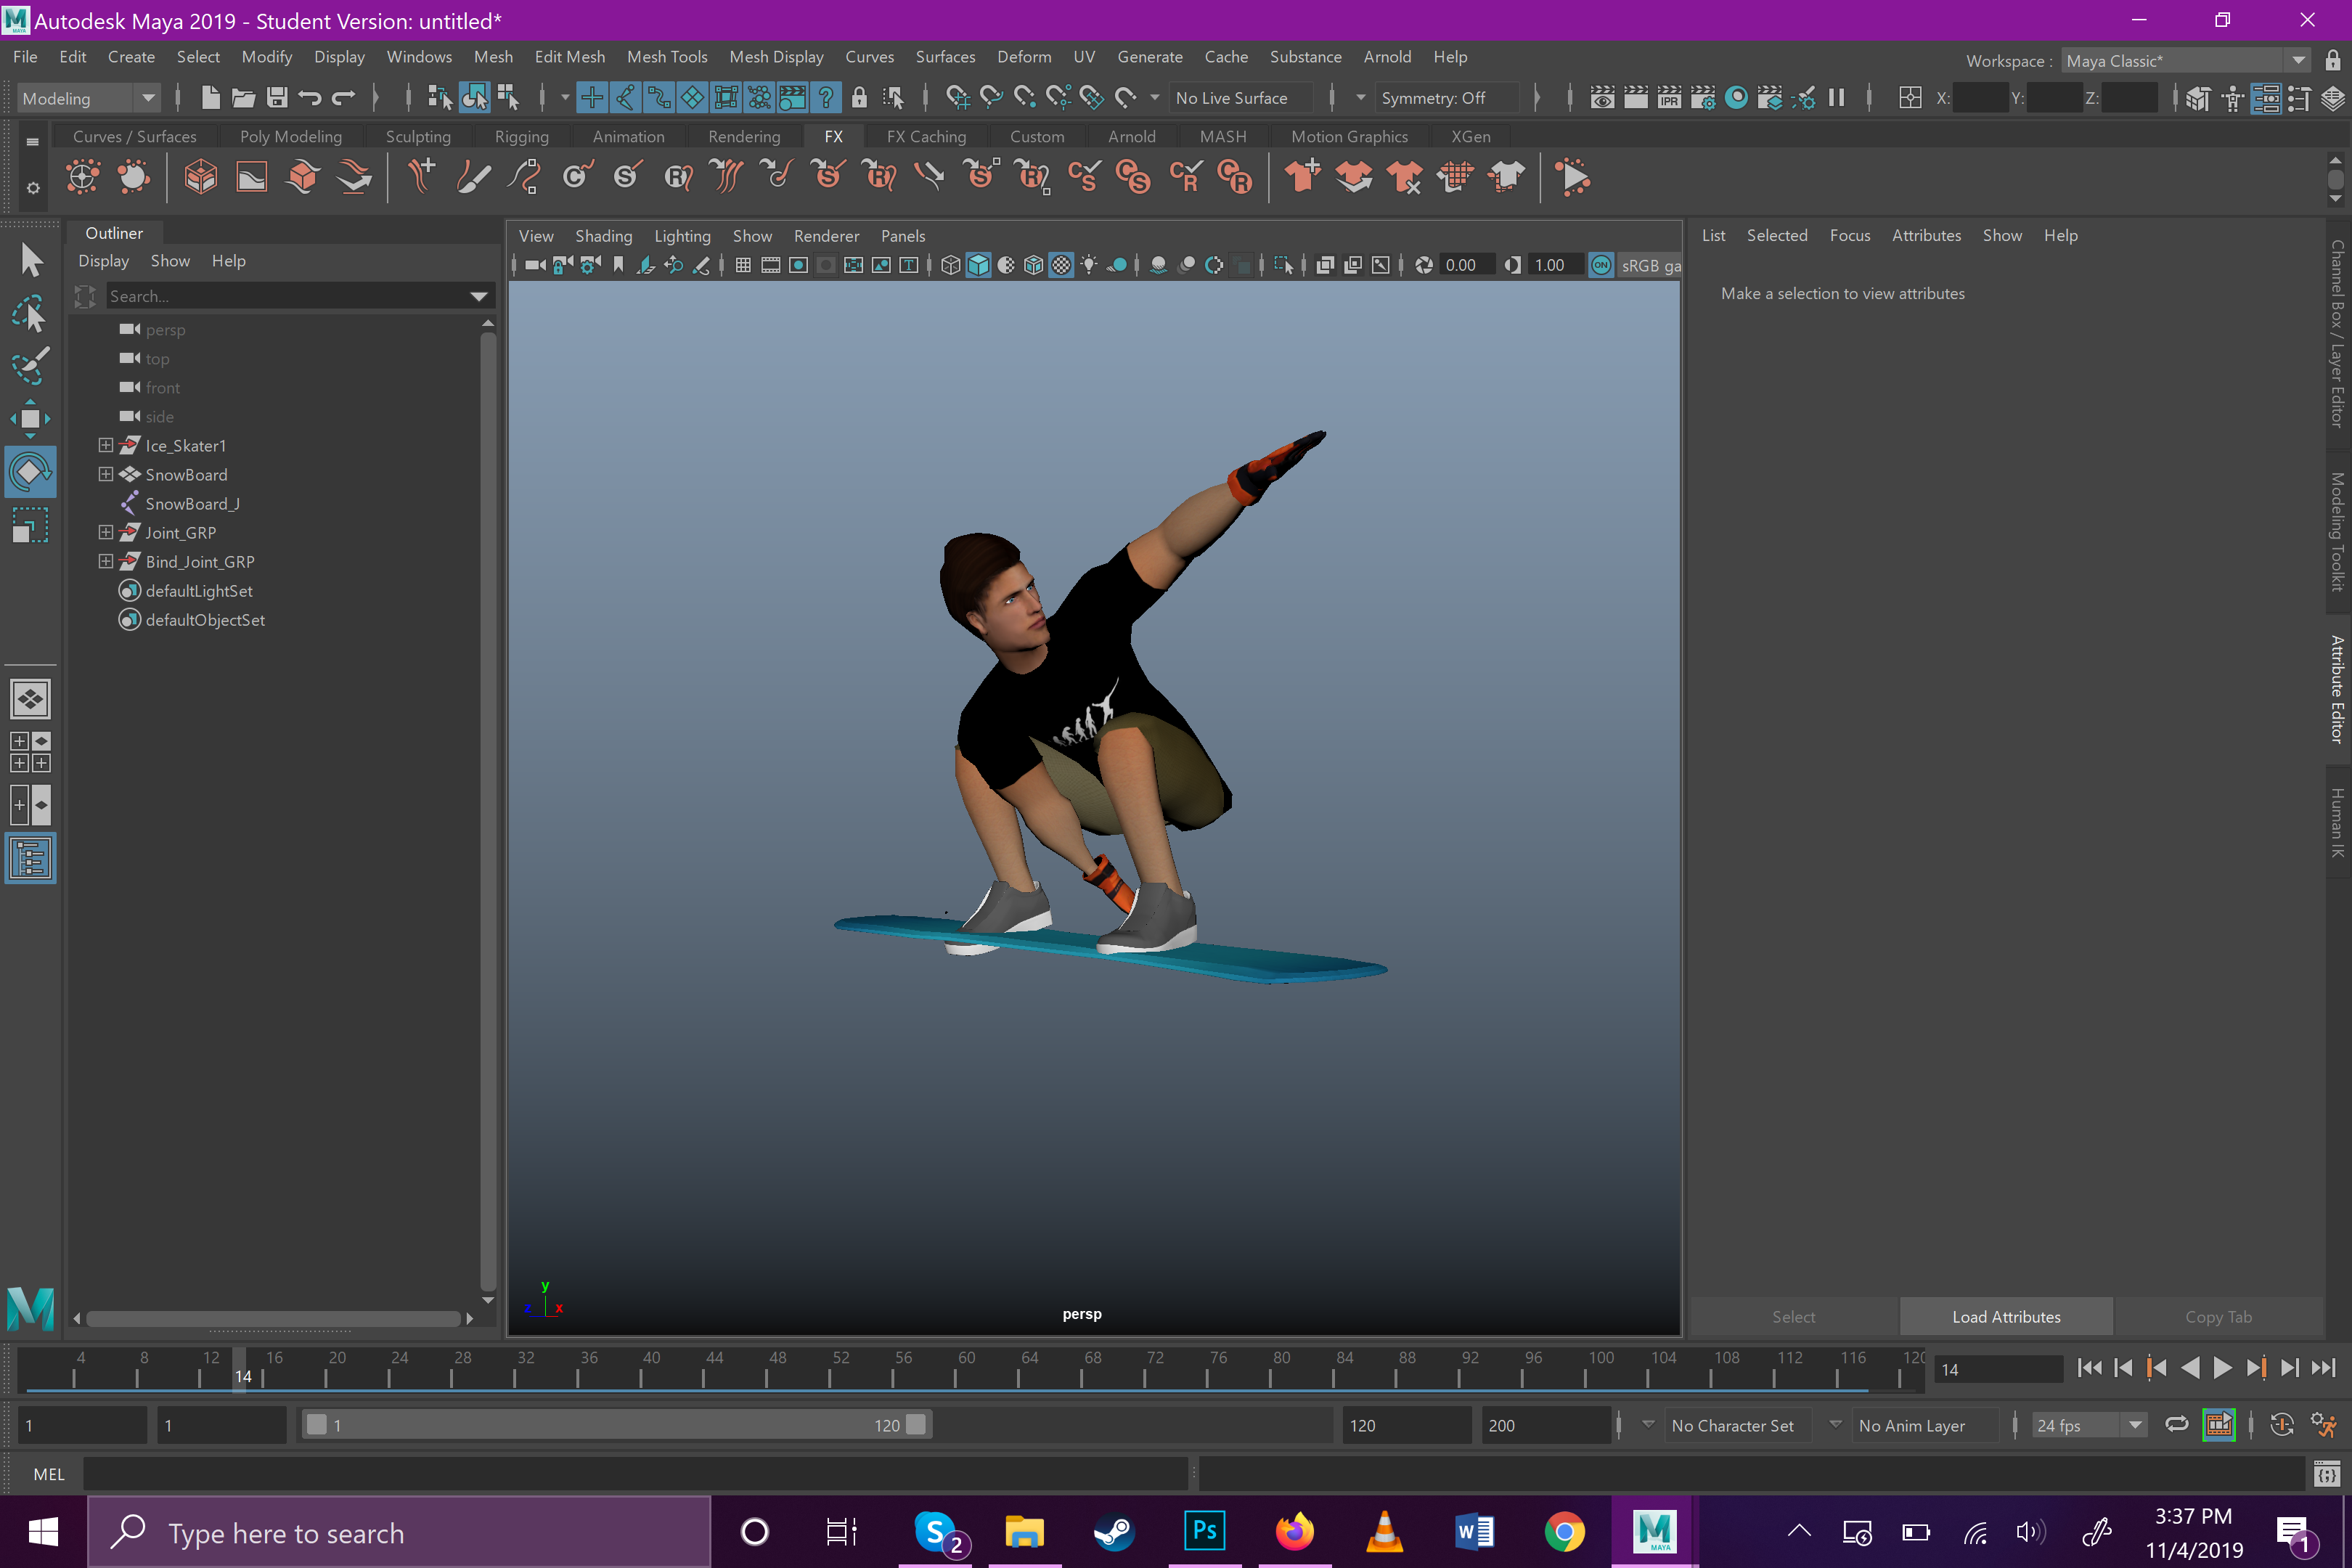 Autodesk Maya 2019 - Student Version: untitled*
File Edit Create Select Modify Display Windows Mesh Edit Mesh Mesh Tools Mesh Display Curves Surfaces Deform UV Generate Cache Substance Arnold Help
Workspace : Maya Classic*
Modeling No Live Surface Symmetry: Off IPR X: Y: Z:
Curves / Surfaces Poly Modeling Sculpting Rigging Animation Rendering FX FX Caching Custom Arnold MASH Motion Graphics XGen
Outliner
Display Show Help
Search...
persp
top
front
side
Ice_Skater1
SnowBoard
SnowBoard_J
Joint_GRP
Bind_Joint_GRP
defaultLightSet
defaultObjectSet
View Shading Lighting Show Renderer Panels
0.00 1.00 ON sRGB ga
y
z x
persp
List Selected Focus Attributes Show Help
Make a selection to view attributes
Channel Box / Layer Editor
Modeling Toolkit
Attribute Editor
Human IK
Select Load Attributes Copy Tab
4 8 12 14 16 20 24 28 32 36 40 44 48 52 56 60 64 68 72 76 80 84 88 92 96 100 104 108 112 116 120
14
1 1 1 120 120 200 No Character Set No Anim Layer 24 fps
MEL
Type here to search
S 2 Ps W MAYA
3:37 PM
11/4/2019
1